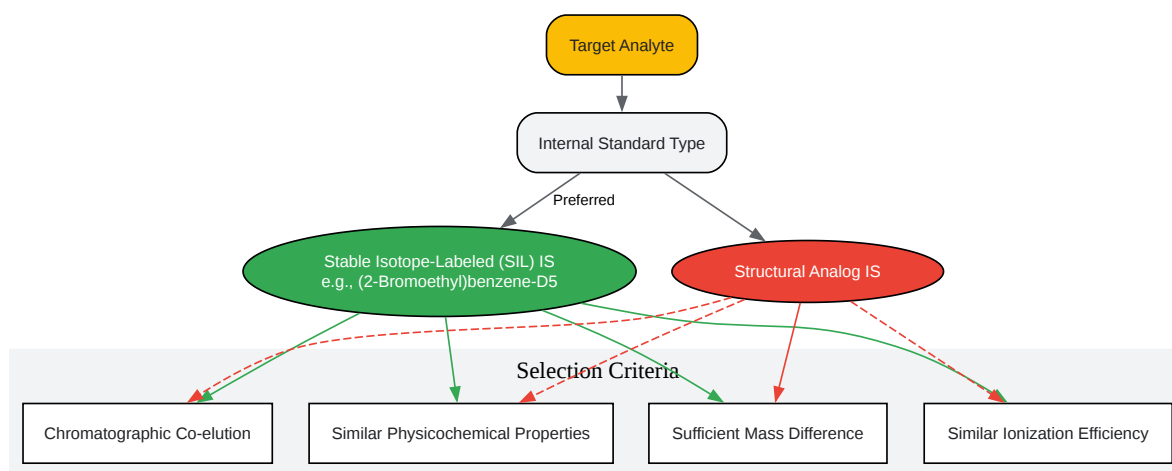 Target Analyte
Internal Standard Type
Preferred
Stable Isotope-Labeled (SIL) IS
e.g., (2-Bromoethyl)benzene-D5
Structural Analog IS
Selection Criteria
Chromatographic Co-elution
Similar Physicochemical Properties
Sufficient Mass Difference
Similar Ionization Efficiency